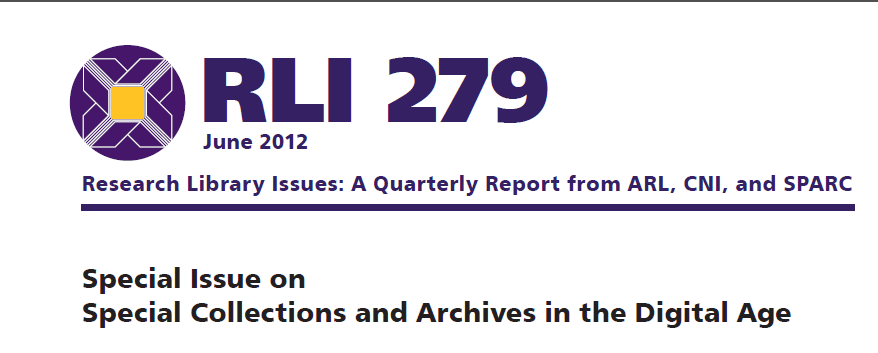 RLI 279
June 2012
Research Library Issues: A Quarterly Report from ARL, CNI, and SPARC
Special Issue on
Special Collections and Archives in the Digital Age